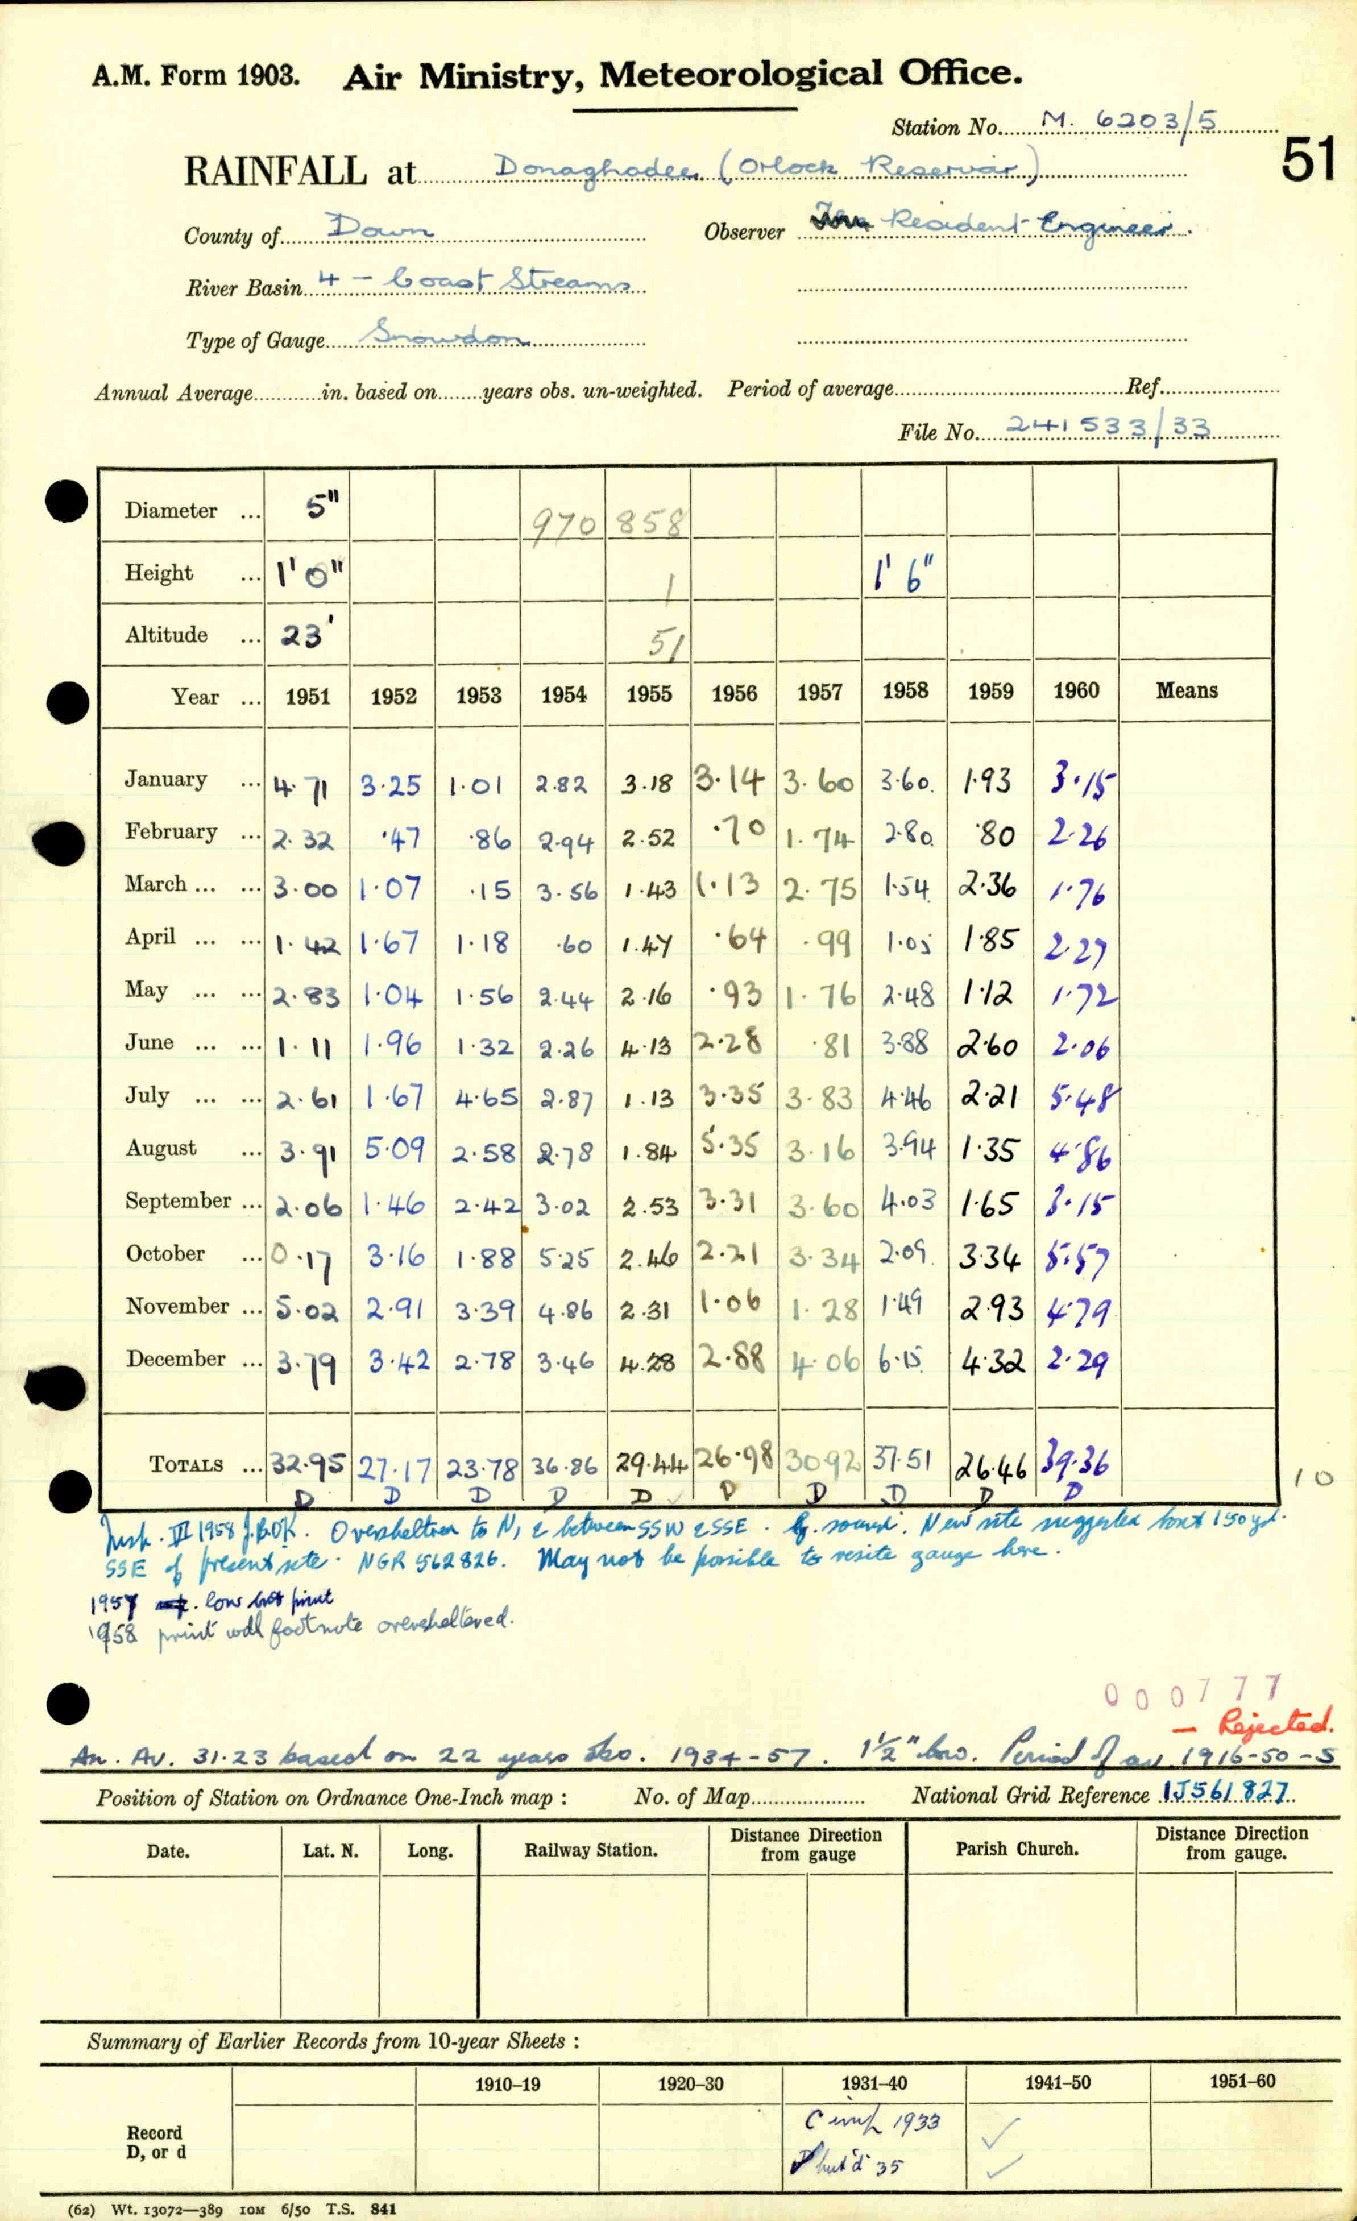 A.M. Form 1903. Air Ministry, Meteorological Office.
Station No. M. 6203/5
51
RAINFALL at Donaghadee (Orlock Reservoir)
County of Down Observer Resident Engineer.
River Basin 4 - Coast Streams
Type of Gauge Snowdon
Annual Average in. based on years obs. un-weighted. Period of average Ref.
File No. 241533/33
Diameter ... 5" 970 858
Height ... 1' 0" 1 1' 6"
Altitude ... 23' 51
Year ... 1951 1952 1953 1954 1955 1956 1957 1958 1959 1960 Means
January ... 4.71 3.25 1.01 2.82 3.18 3.14 3.60 3.60 1.93 3.15
February ... 2.32 .47 .86 2.94 2.52 .70 1.74 2.80 .80 2.26
March ... ... 3.00 1.07 .15 3.56 1.43 1.13 2.75 1.54 2.36 1.76
April ... ... 1.42 1.67 1.18 .60 1.47 .64 .99 1.05 1.85 2.27
May ... ... 2.83 1.04 1.56 2.44 2.16 .93 1.76 2.48 1.12 1.72
June ... ... 1.11 1.96 1.32 2.26 4.13 2.28 .81 3.88 2.60 2.06
July ... ... 2.61 1.67 4.65 2.87 1.13 3.35 3.83 4.46 2.21 5.48
August ... 3.91 5.09 2.58 2.78 1.84 5.35 3.16 3.94 1.35 4.86
September ... 2.06 1.46 2.42 3.02 2.53 3.31 3.60 4.03 1.65 3.15
October ... 0.17 3.16 1.88 5.25 2.46 2.21 3.34 2.09 3.34 5.57
November ... 5.02 2.91 3.39 4.86 2.31 1.06 1.28 1.49 2.93 4.79
December ... 3.79 3.42 2.78 3.46 4.28 2.88 4.06 6.15 4.32 2.29
TOTALS ... 32.95 27.17 23.78 36.86 29.44 26.98 30.92 37.51 26.46 39.36
10
D D D D D D D D D D
Insp. VII 1958 J.BOK. Oversheltered to N, & between SSW & SSE. New site suggested 150 yd.
SSE of present site. NGR 562826. May not be possible to resite gauge here.
1957 low but print
1958 print with footnote oversheltered.
000777
- Rejected.
An. Av. 31.23 based on 22 years obs. 1934-57. 1½" low. Period of av. 1916-50 - S
Position of Station on Ordnance One-Inch map : No. of Map National Grid Reference IJ561827
Date. Lat. N. Long. Railway Station. Distance from gauge Direction Parish Church. Distance Direction from gauge.
Summary of Earlier Records from 10-year Sheets :
1910–19 1920–30 1931–40 1941–50 1951–60
Record
D, or d
1933
35
(62) Wt. 13072—389 10M 6/50 T.S. 841